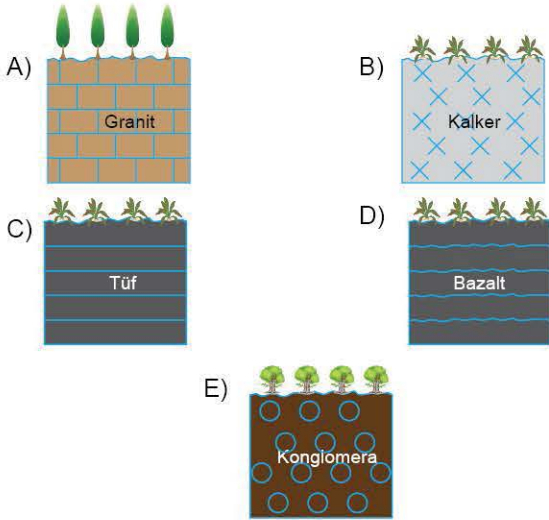 A)
Granit
B)
Kalker
C)
Tüf
D)
Bazalt
E)
Konglomera